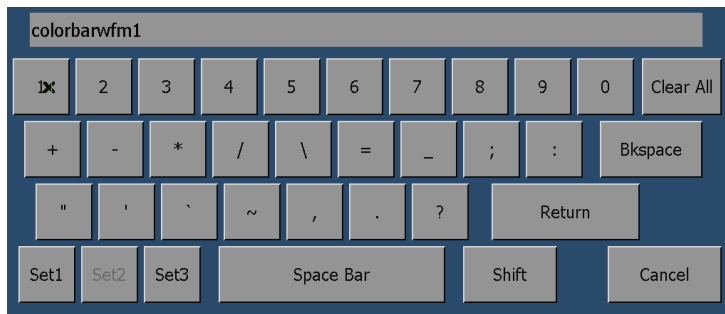 colorbarwfm1
1 2 3 4 5 6 7 8 9 0 Clear All
+ - * / \ = _ ; : Bkspace
" ' ` ~ , . ? Return
Set1 Set2 Set3 Space Bar Shift Cancel